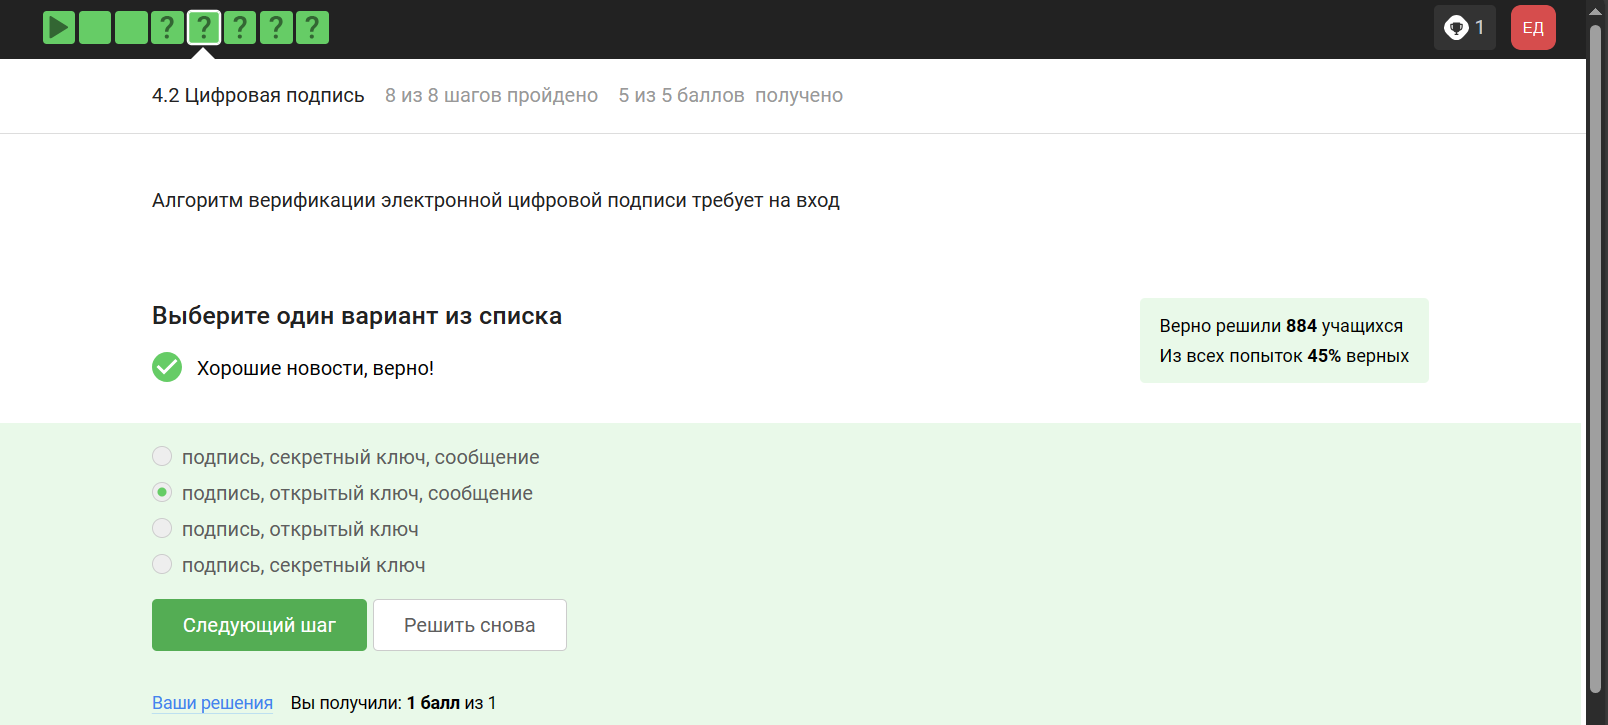 ? ? ? ? ?
1
ЕД
4.2 Цифровая подпись 8 из 8 шагов пройдено 5 из 5 баллов получено
Алгоритм верификации электронной цифровой подписи требует на вход
Выберите один вариант из списка
Хорошие новости, верно!
Верно решили 884 учащихся
Из всех попыток 45% верных
подпись, секретный ключ, сообщение
подпись, открытый ключ, сообщение
подпись, открытый ключ
подпись, секретный ключ
Следующий шаг Решить снова
Ваши решения Вы получили: 1 балл из 1